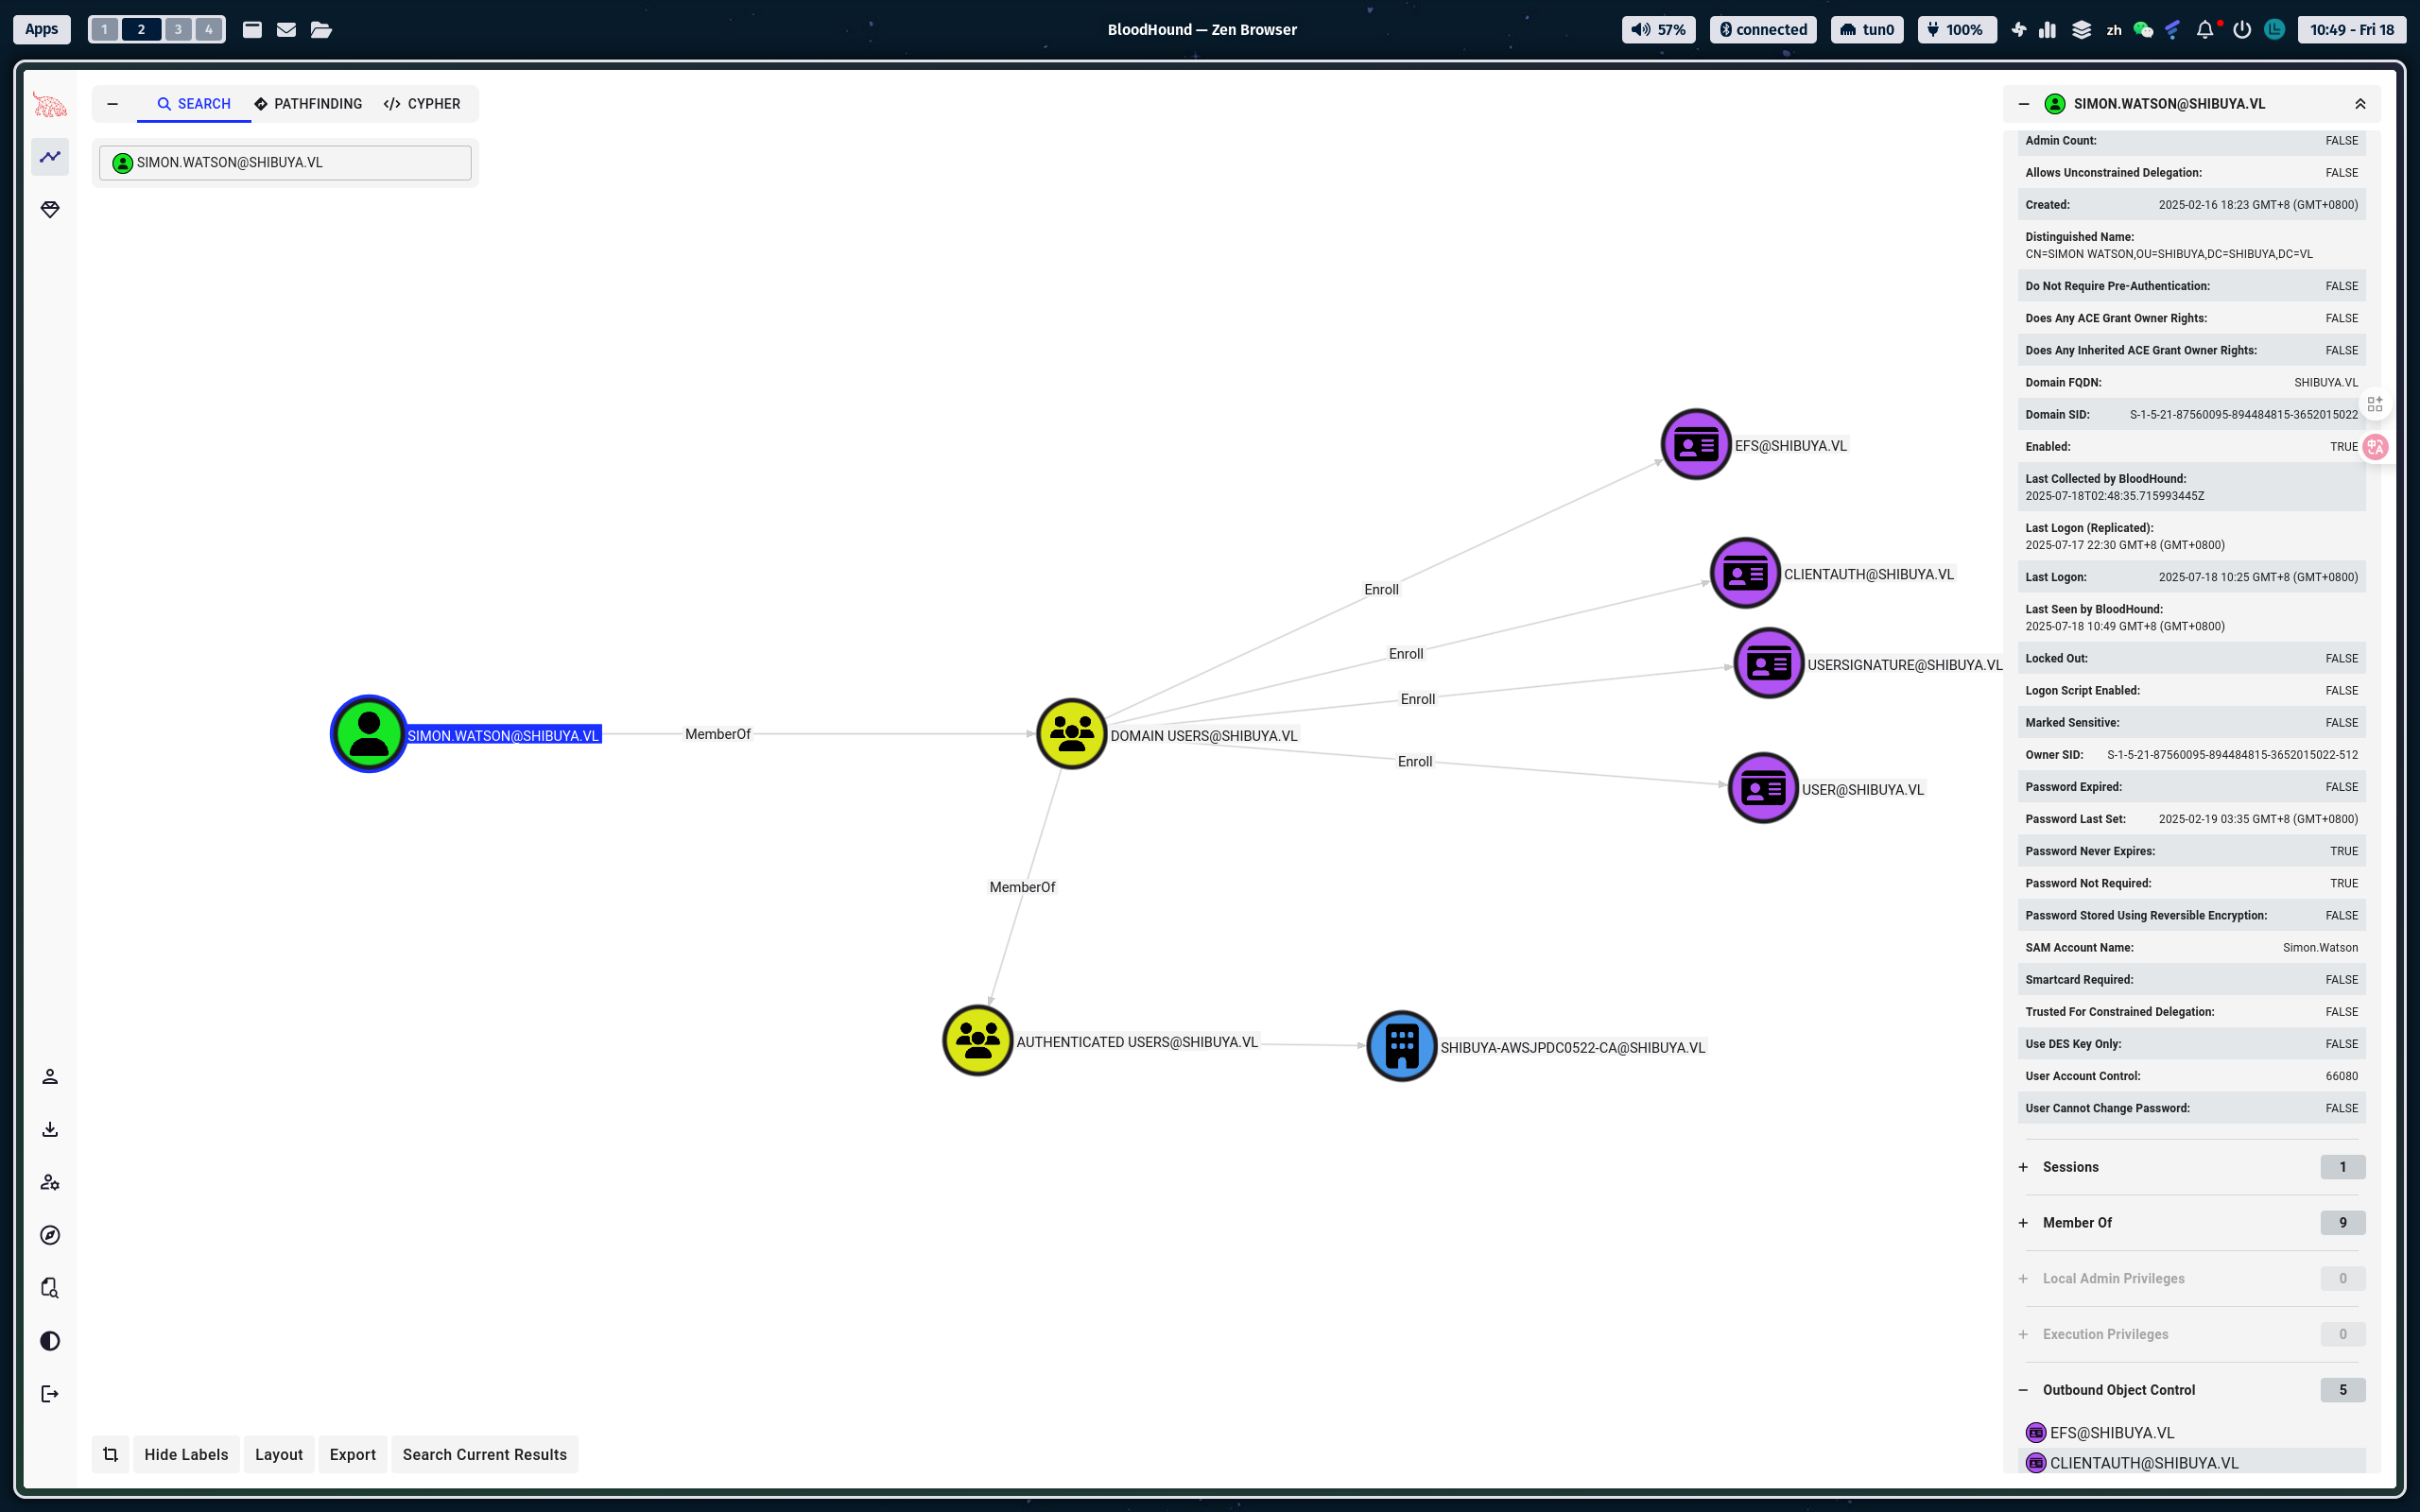 Apps
1
2
3
4
BloodHound — Zen Browser
57%
connected
tun0
100%
zh
10:49 - Fri 18
SEARCH
PATHFINDING
CYPHER
SIMON.WATSON@SHIBUYA.VL
SIMON.WATSON@SHIBUYA.VL
EFS@SHIBUYA.VL
CLIENTAUTH@SHIBUYA.VL
USERSIGNATURE@SHIBUYA.VL
USER@SHIBUYA.VL
Enroll
Enroll
Enroll
Enroll
SIMON.WATSON@SHIBUYA.VL
MemberOf
DOMAIN USERS@SHIBUYA.VL
MemberOf
AUTHENTICATED USERS@SHIBUYA.VL
SHIBUYA-AWSJPDC0522-CA@SHIBUYA.VL
Admin Count: FALSE
Allows Unconstrained Delegation: FALSE
Created: 2025-02-16 18:23 GMT+8 (GMT+0800)
Distinguished Name:
CN=SIMON WATSON,OU=SHIBUYA,DC=SHIBUYA,DC=VL
Do Not Require Pre-Authentication: FALSE
Does Any ACE Grant Owner Rights: FALSE
Does Any Inherited ACE Grant Owner Rights: FALSE
Domain FQDN: SHIBUYA.VL
Domain SID: S-1-5-21-87560095-894484815-3652015022
Enabled: TRUE
Last Collected by BloodHound:
2025-07-18T02:48:35.715993445Z
Last Logon (Replicated):
2025-07-17 22:30 GMT+8 (GMT+0800)
Last Logon: 2025-07-18 10:25 GMT+8 (GMT+0800)
Last Seen by BloodHound:
2025-07-18 10:49 GMT+8 (GMT+0800)
Locked Out: FALSE
Logon Script Enabled: FALSE
Marked Sensitive: FALSE
Owner SID: S-1-5-21-87560095-894484815-3652015022-512
Password Expired: FALSE
Password Last Set: 2025-02-19 03:35 GMT+8 (GMT+0800)
Password Never Expires: TRUE
Password Not Required: TRUE
Password Stored Using Reversible Encryption: FALSE
SAM Account Name: Simon.Watson
Smartcard Required: FALSE
Trusted For Constrained Delegation: FALSE
Use DES Key Only: FALSE
User Account Control: 66080
User Cannot Change Password: FALSE
Sessions 1
Member Of 9
Local Admin Privileges 0
Execution Privileges 0
Outbound Object Control 5
EFS@SHIBUYA.VL
CLIENTAUTH@SHIBUYA.VL
Hide Labels
Layout
Export
Search Current Results